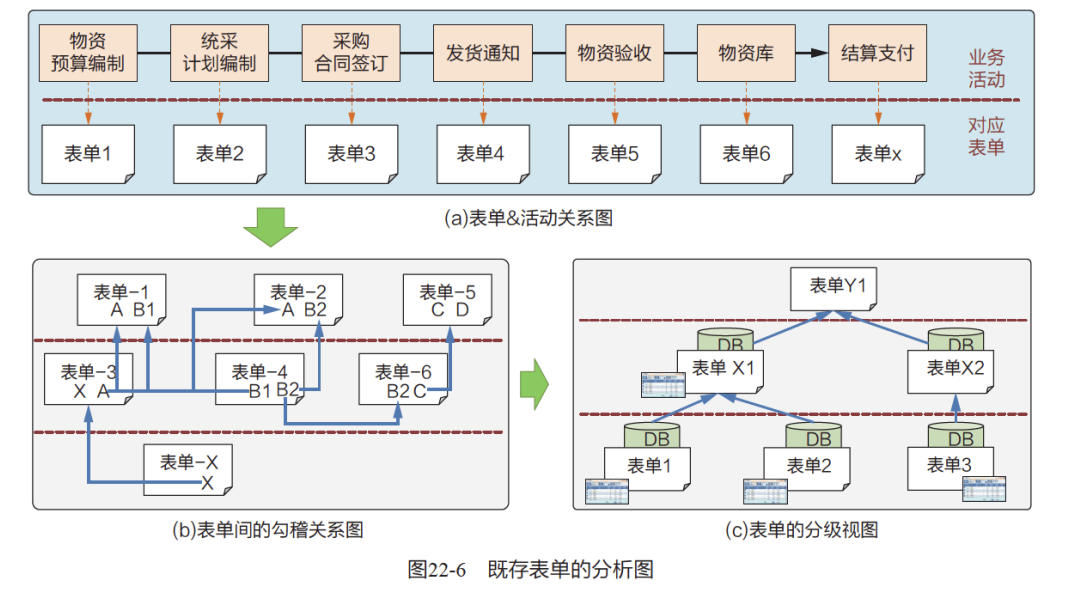 物资
预算编制
统采
计划编制
采购
合同签订
发货通知
物资验收
物资库
结算支付
业务
活动
表单1
表单2
表单3
表单4
表单5
表单6
表单x
对应
表单
(a)表单&活动关系图
表单-1
A B1
表单-2
A B2
表单-5
C D
表单-3
X A
表单-4
B1 B2
表单-6
B2 C
表单-X
X
(b)表单间的勾稽关系图
表单Y1
DB
表单 X1
DB
表单X2
DB
表单1
DB
表单2
DB
表单3
(c)表单的分级视图
图22-6 既存表单的分析图